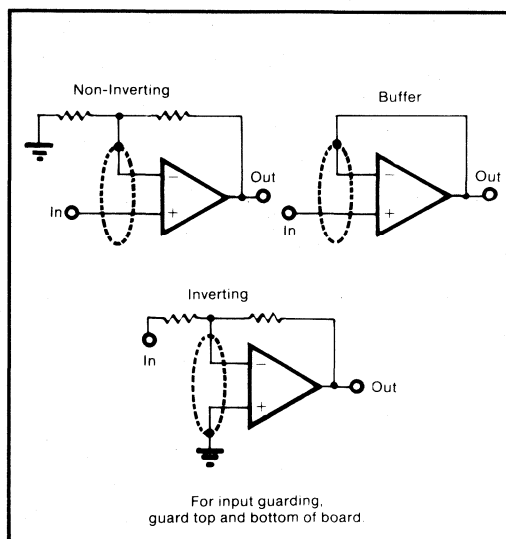 Non-Inverting
Buffer
−
+
In
Out
−
+
In
Out
Inverting
In
−
+
Out
For input guarding,
guard top and bottom of board.